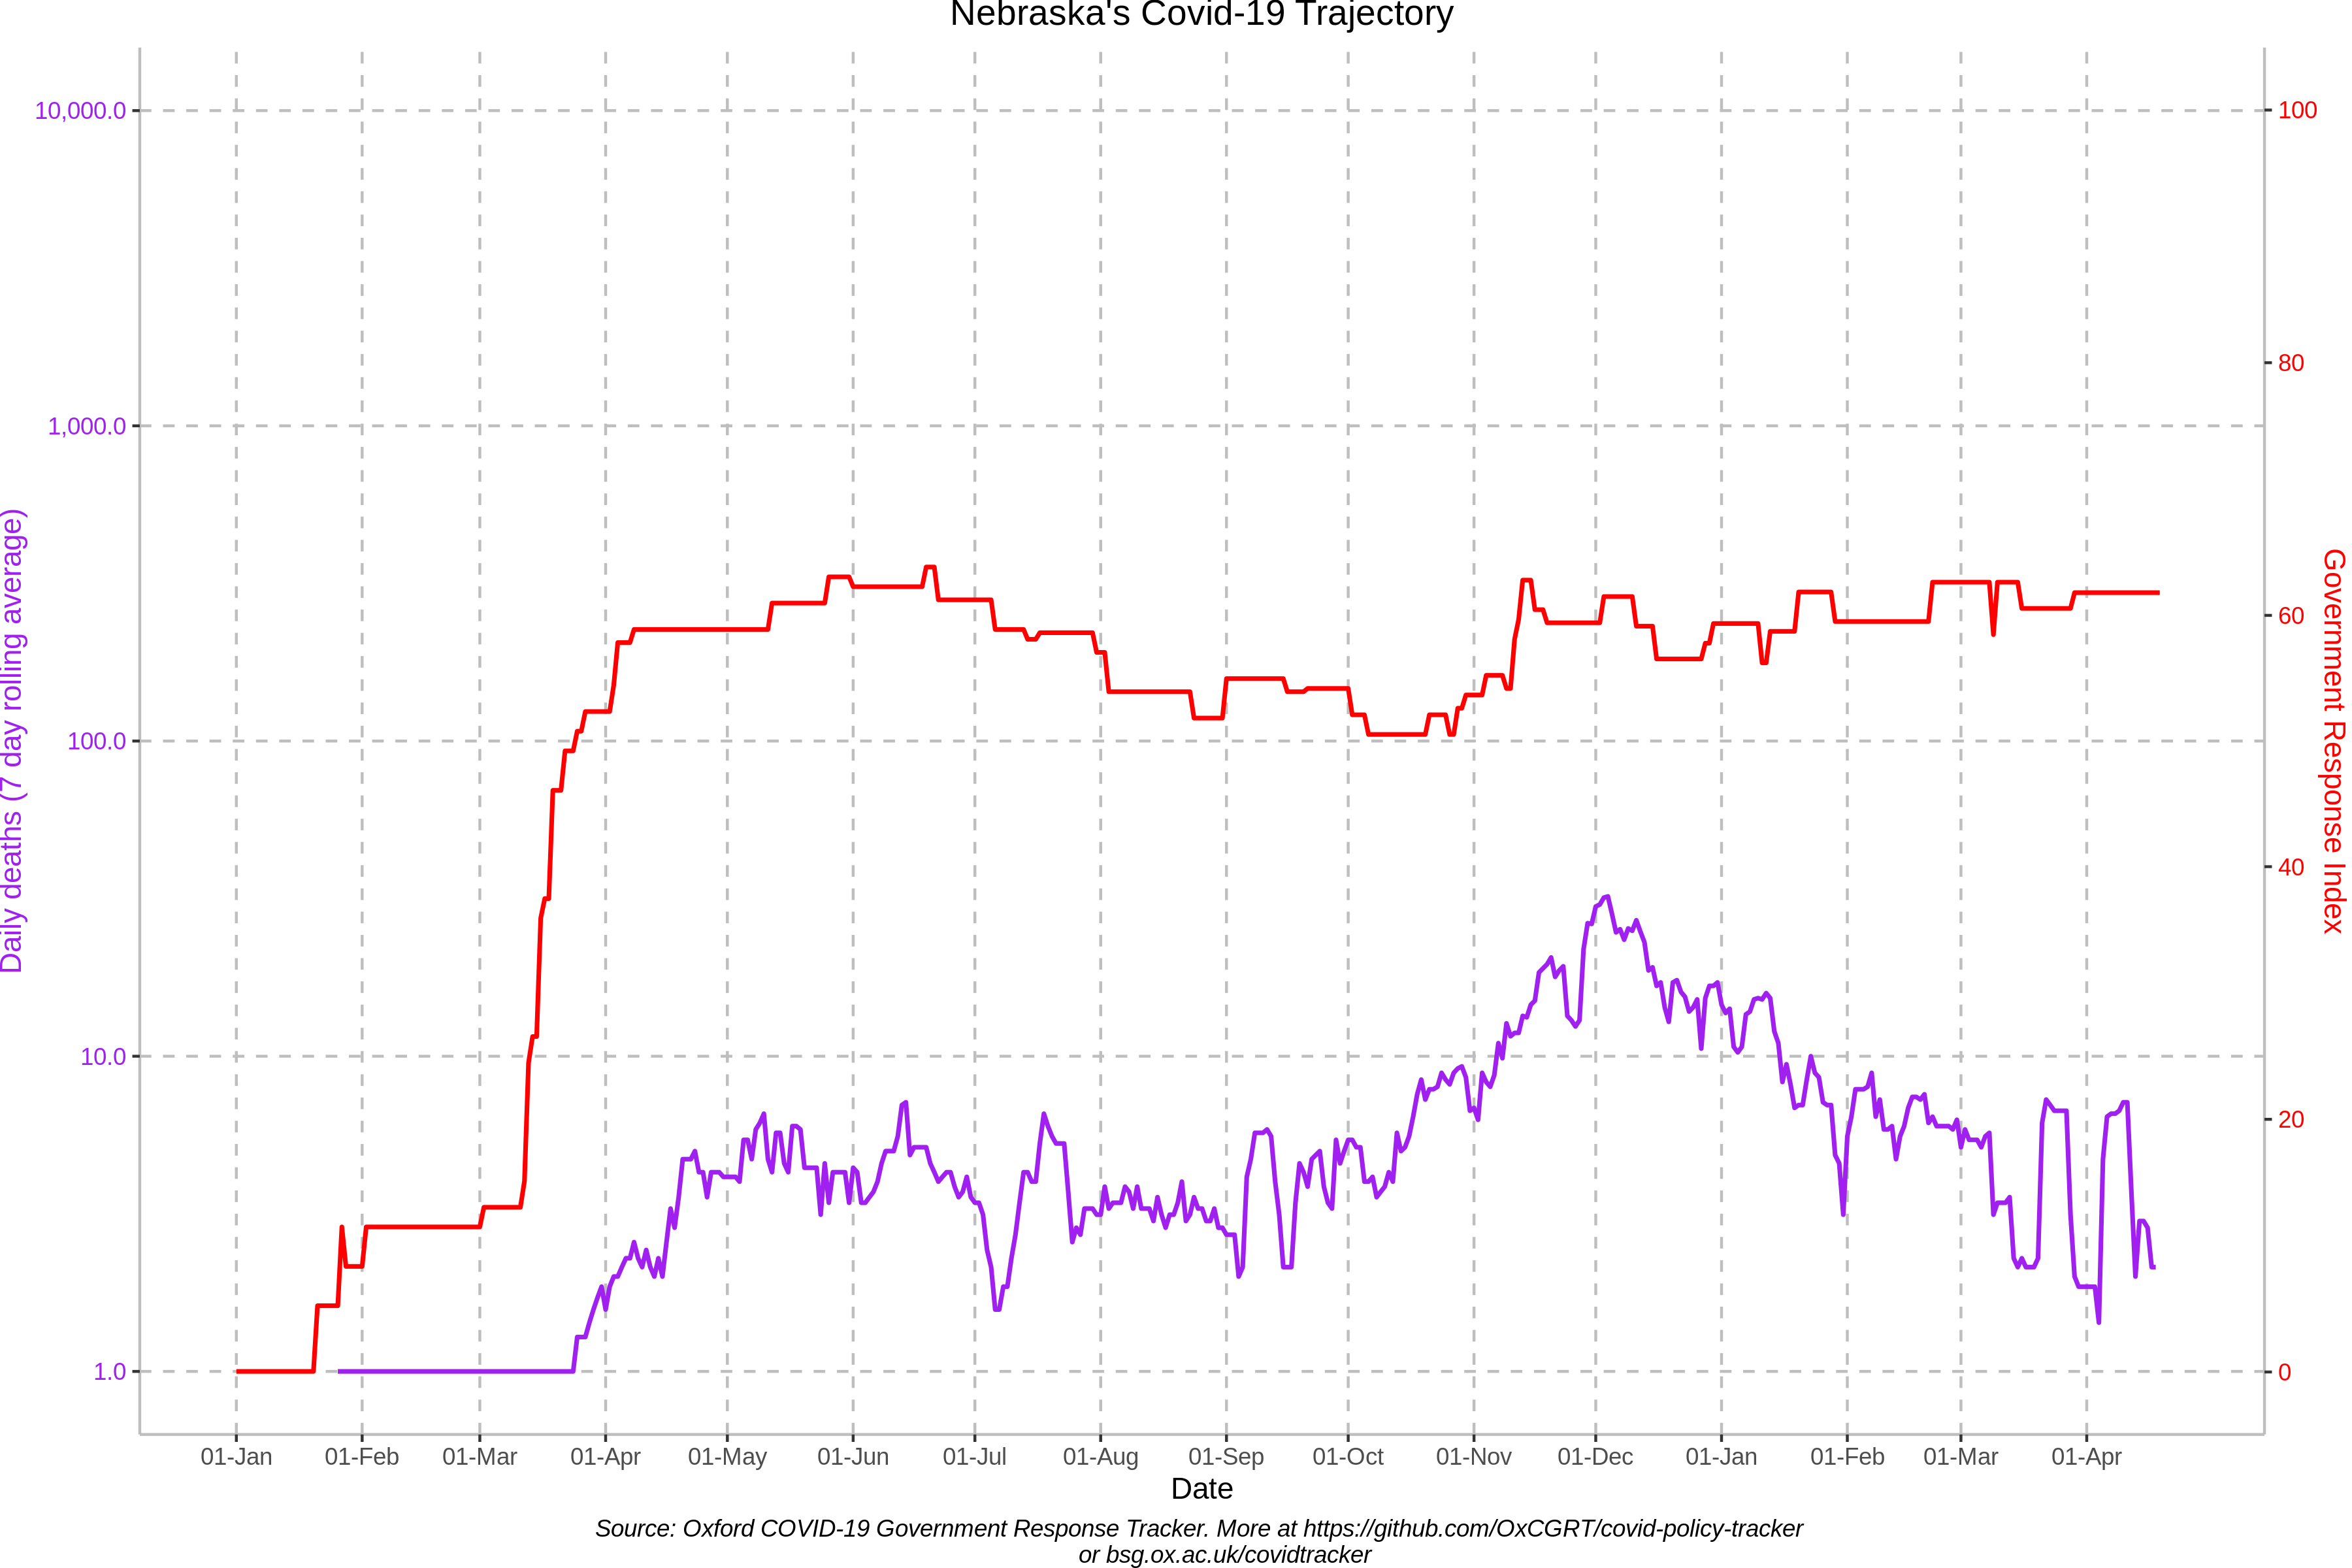 Nebraska's Covid-19 Trajectory
10,000.0
1,000.0
100.0
10.0
1.0
Daily deaths (7 day rolling average)
100
80
60
40
20
0
Government Response Index
01-Jan 01-Feb 01-Mar 01-Apr 01-May 01-Jun 01-Jul 01-Aug 01-Sep 01-Oct 01-Nov 01-Dec 01-Jan 01-Feb 01-Mar 01-Apr
Date
Source: Oxford COVID-19 Government Response Tracker. More at https://github.com/OxCGRT/covid-policy-tracker
or bsg.ox.ac.uk/covidtracker